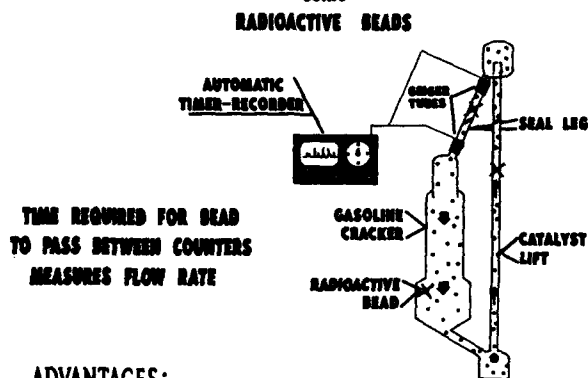 RADIOACTIVE BEADS
AUTOMATIC
TIMER-RECORDER
GEIGER
TUBES
SEAL LEG
TIME REQUIRED FOR BEAD
TO PASS BETWEEN COUNTERS
MEASURES FLOW RATE
GASOLINE
CRACKER
CATALYST
LIFT
RADIOACTIVE
BEAD
ADVANTAGES: